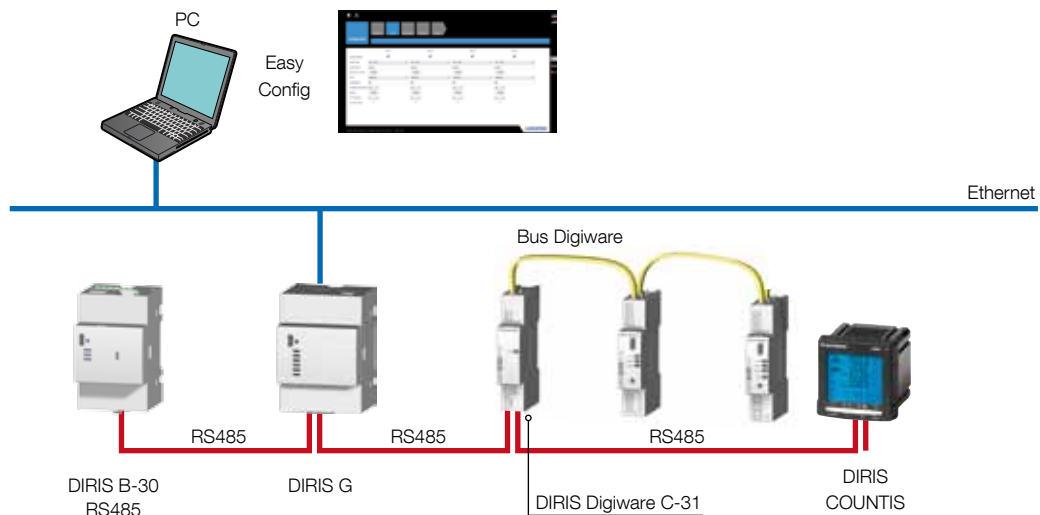 PC
Easy
Config
Ethernet
Bus Digiware
RS485
RS485
RS485
DIRIS B-30
RS485
DIRIS G
DIRIS Digiware C-31
DIRIS
COUNTIS